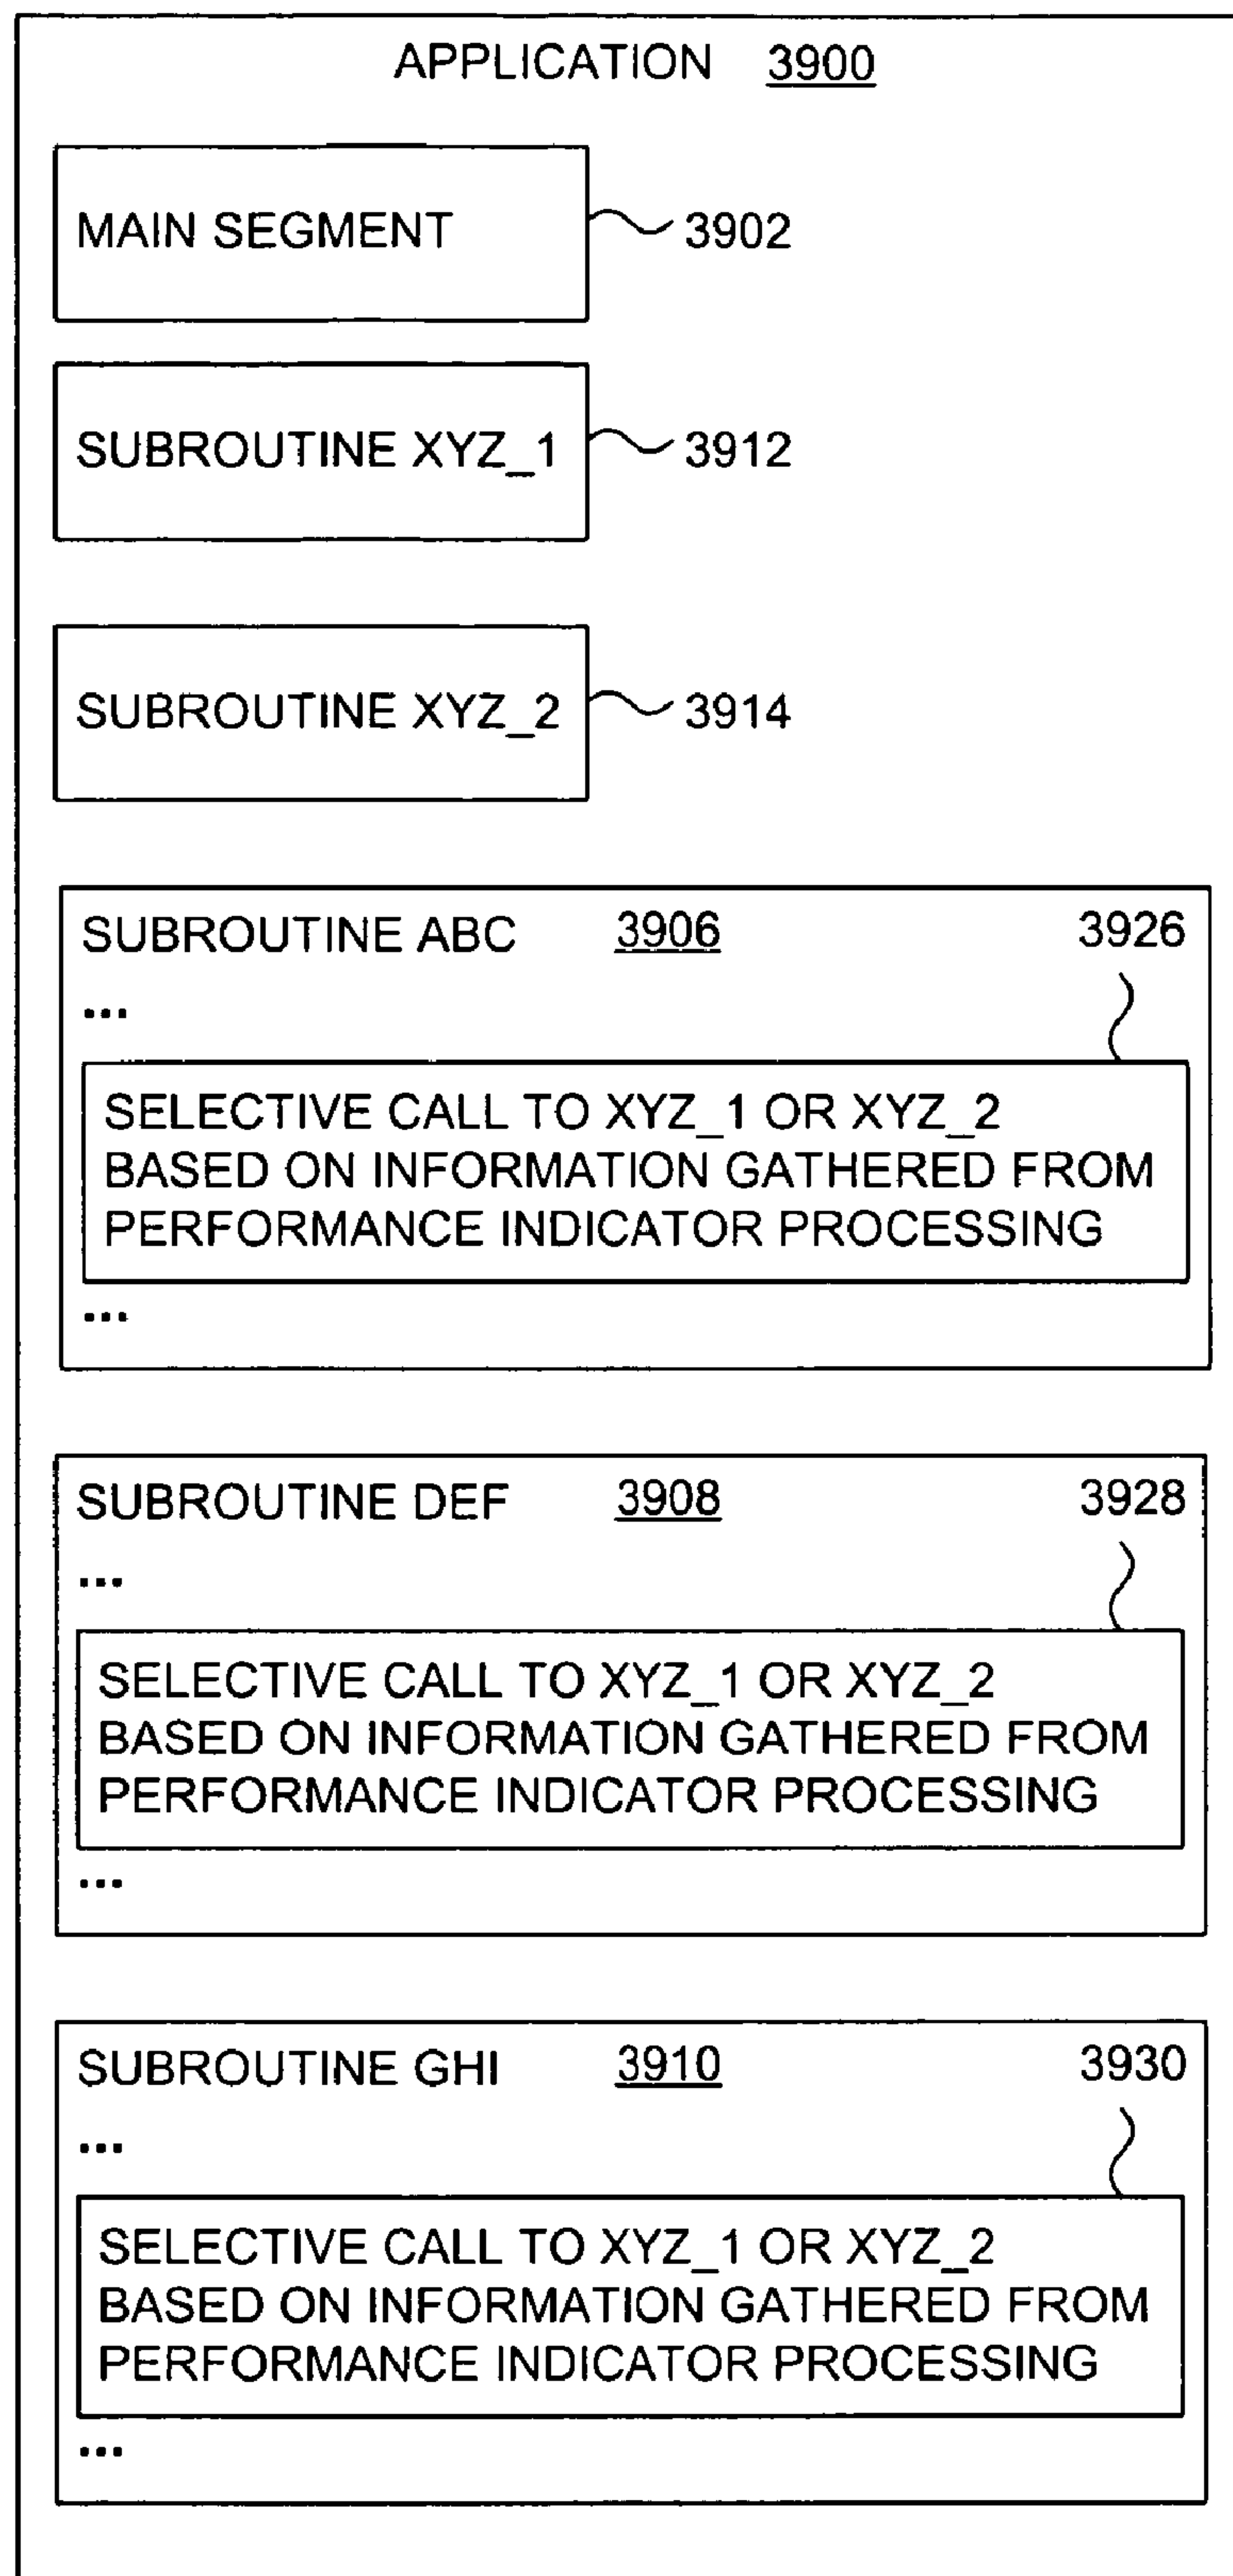 APPLICATION 3900
MAIN SEGMENT 3902
SUBROUTINE XYZ_1 3912
SUBROUTINE XYZ_2 3914
SUBROUTINE ABC 3906 3926
...
SELECTIVE CALL TO XYZ_1 OR XYZ_2
BASED ON INFORMATION GATHERED FROM
PERFORMANCE INDICATOR PROCESSING
...
SUBROUTINE DEF 3908 3928
...
SELECTIVE CALL TO XYZ_1 OR XYZ_2
BASED ON INFORMATION GATHERED FROM
PERFORMANCE INDICATOR PROCESSING
...
SUBROUTINE GHI 3910 3930
...
SELECTIVE CALL TO XYZ_1 OR XYZ_2
BASED ON INFORMATION GATHERED FROM
PERFORMANCE INDICATOR PROCESSING
...